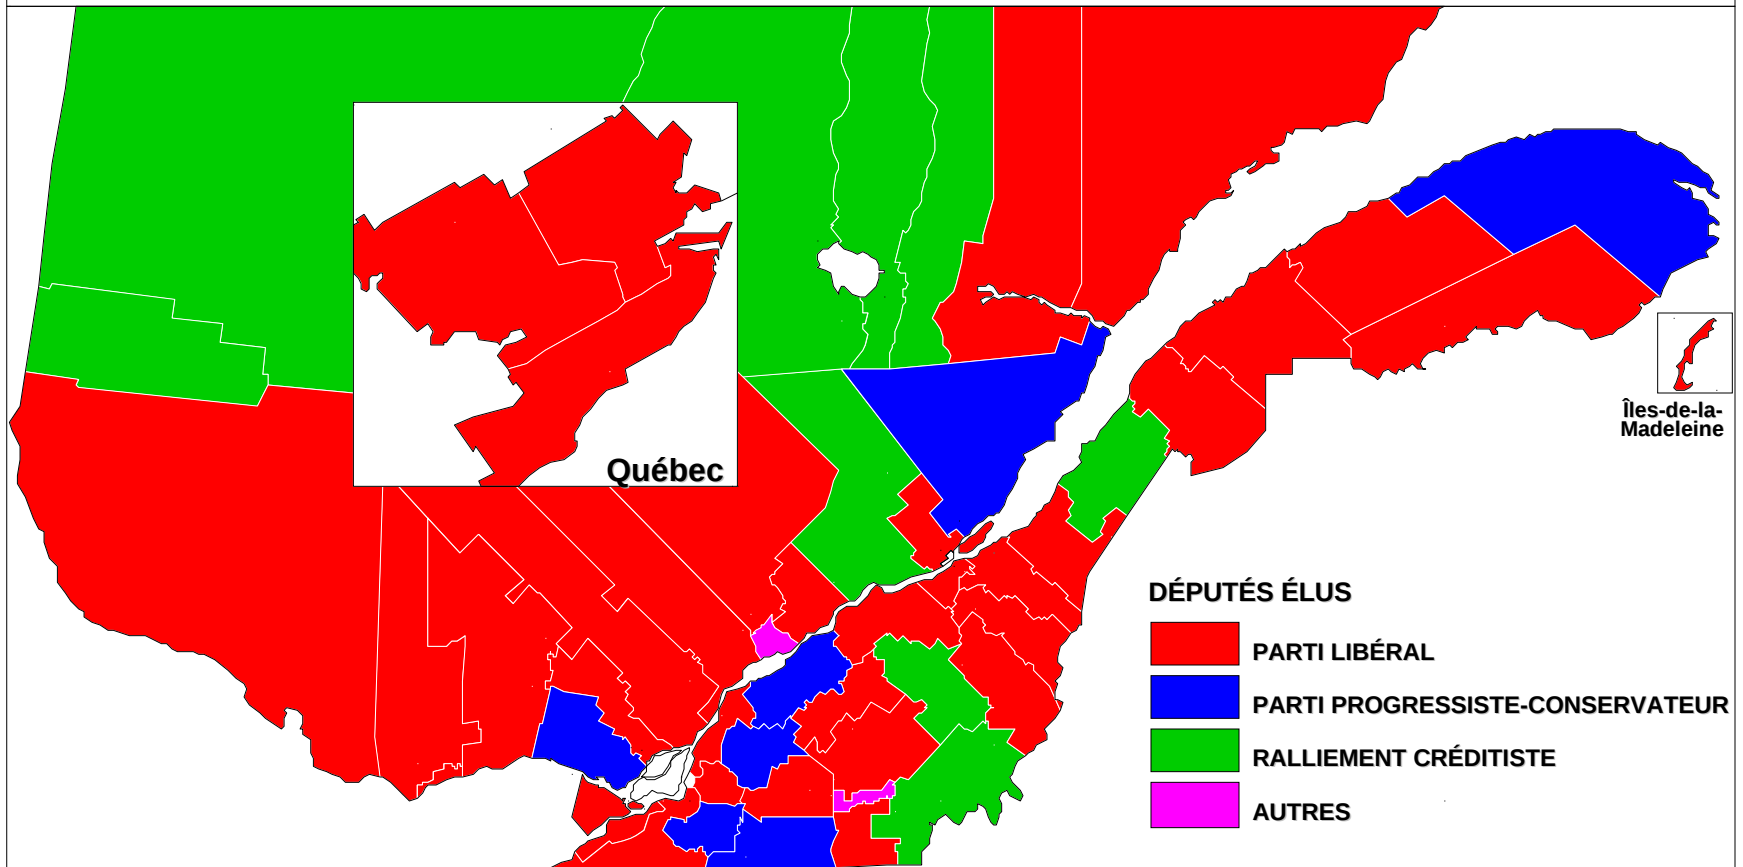 Îles-de-la-
Madeleine
Québec
DÉPUTÉS ÉLUS
PARTI LIBÉRAL
PARTI PROGRESSISTE-CONSERVATEUR
RALLIEMENT CRÉDITISTE
AUTRES